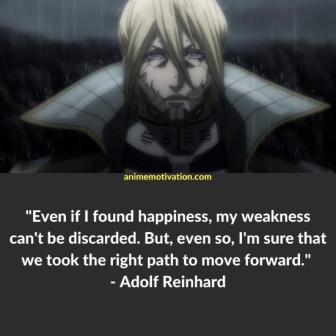 animemotivation.com
"Even if I found happiness, my weakness
can't be discarded. But, even so, I'm sure that
we took the right path to move forward."
- Adolf Reinhard